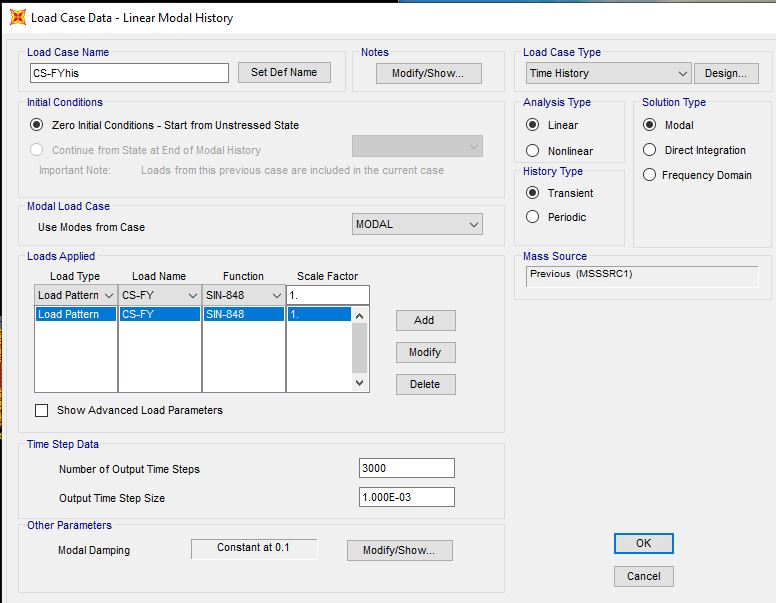 Load Case Data - Linear Modal History
Load Case Name
CS-FYhis
Set Def Name
Notes
Modify/Show...
Load Case Type
Time History
Design...
Initial Conditions
Zero Initial Conditions - Start from Unstressed State
Continue from State at End of Modal History
Important Note: Loads from this previous case are included in the current case
Analysis Type
Linear
Nonlinear
Solution Type
Modal
Direct Integration
Frequency Domain
History Type
Transient
Periodic
Modal Load Case
Use Modes from Case
MODAL
Mass Source
Previous (MSSSRC1)
Loads Applied
Load Type Load Name Function Scale Factor
Load Pattern CS-FY SIN-848 1.
Load Pattern CS-FY SIN-848 1.
Add
Modify
Delete
Show Advanced Load Parameters
Time Step Data
Number of Output Time Steps 3000
Output Time Step Size 1.000E-03
Other Parameters
Modal Damping Constant at 0.1 Modify/Show...
OK
Cancel